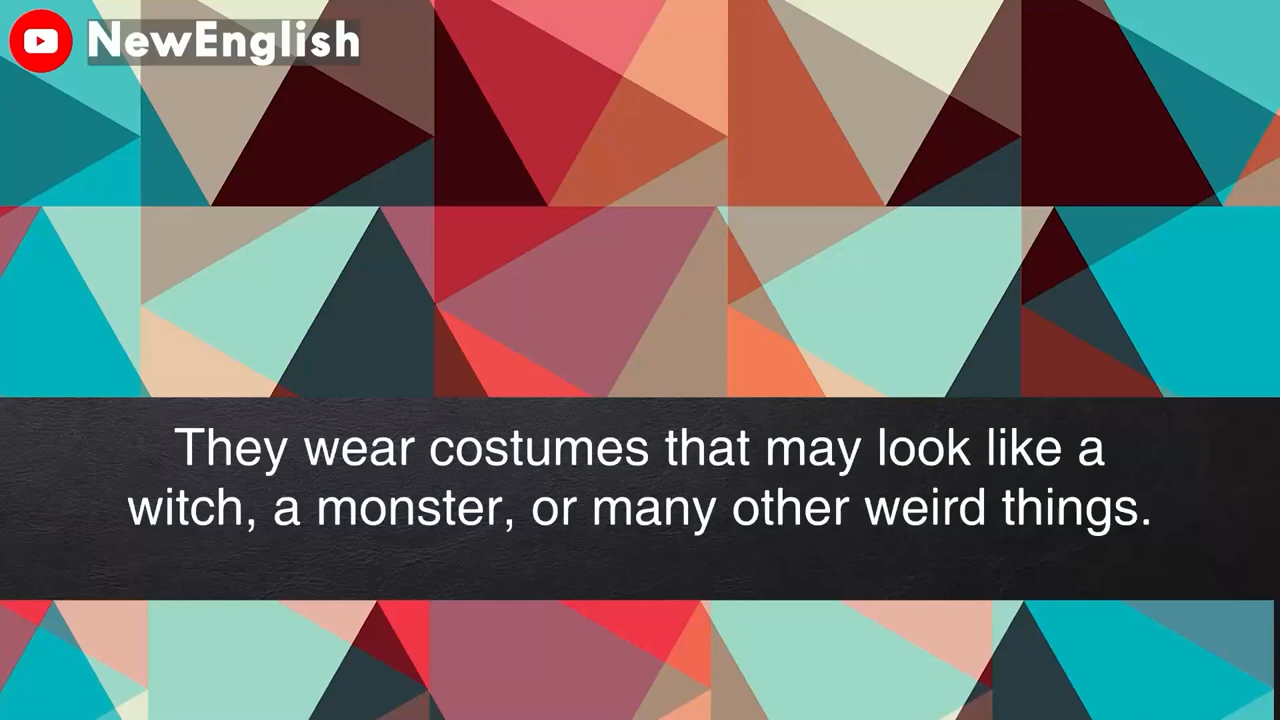 NewEnglish
They wear costumes that may look like a
witch, a monster, or many other weird things.